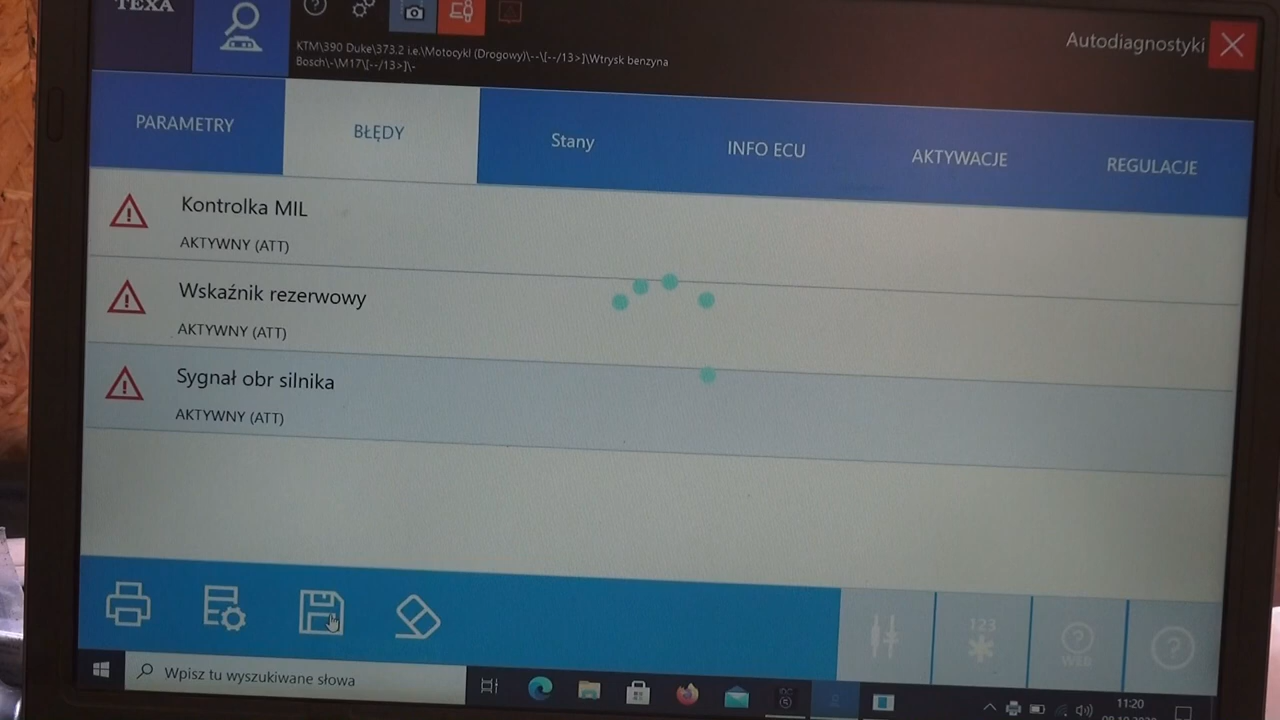 TEXA
KTM\390 Duke\373.2 i.e.\Motocykl (Drogowy)\--\[--/13>]\Wtrysk benzyna
Bosch\-\M17\[--/13>]\-
Autodiagnostyki
PARAMETRY
BŁĘDY
Stany
INFO ECU
AKTYWACJE
REGULACJE
Kontrolka MIL
AKTYWNY (ATT)
Wskaźnik rezerwowy
AKTYWNY (ATT)
Sygnał obr silnika
AKTYWNY (ATT)
123
WEB
Wpisz tu wyszukiwane słowa
11:20